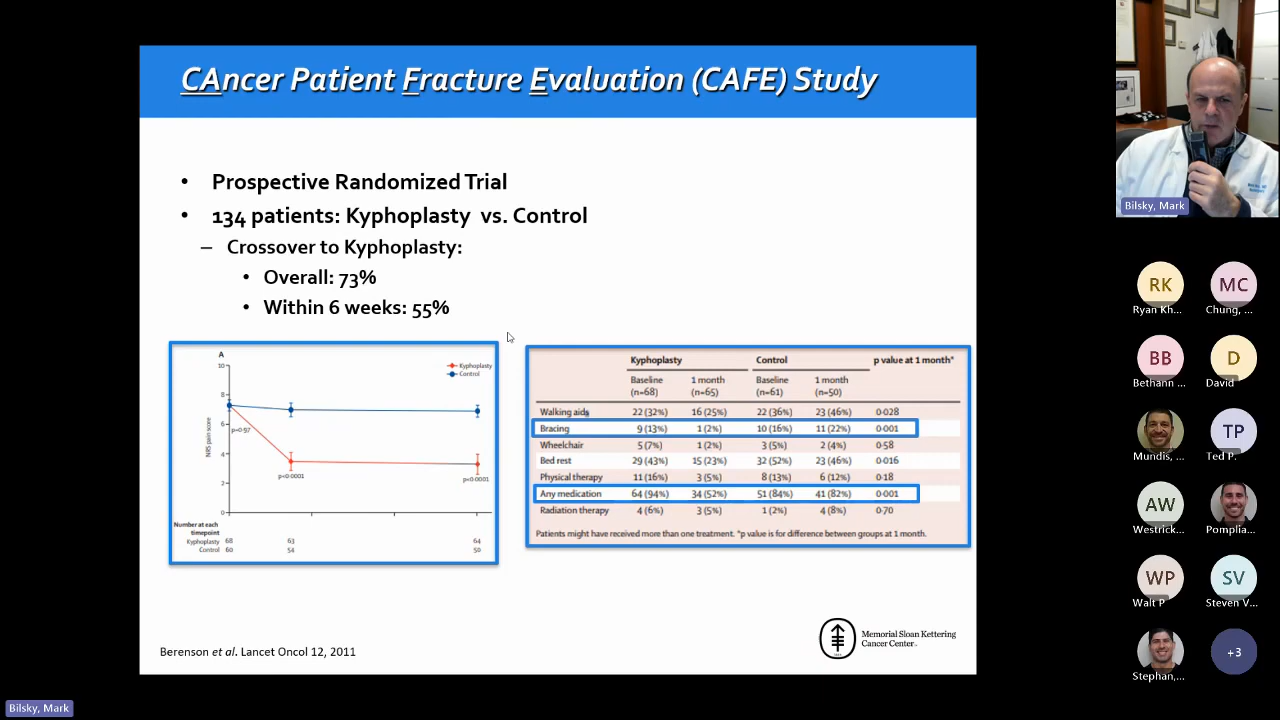 CAncer Patient Fracture Evaluation (CAFE) Study
• Prospective Randomized Trial
• 134 patients: Kyphoplasty vs. Control
– Crossover to Kyphoplasty:
• Overall: 73%
• Within 6 weeks: 55%
A
Kyphoplasty
Control
10
8
6
4
2
0
NRS pain score
p=0·97
p<0·0001
p<0·0001
Number at each
timepoint
Kyphoplasty 68 63 64
Control 60 54 50
Kyphoplasty Control p value at 1 month*
Baseline 1 month Baseline 1 month
(n=68) (n=65) (n=61) (n=50)
Walking aids 22 (32%) 16 (25%) 22 (36%) 23 (46%) 0·028
Bracing 9 (13%) 1 (2%) 10 (16%) 11 (22%) 0·001
Wheelchair 5 (7%) 1 (2%) 3 (5%) 2 (4%) 0·58
Bed rest 29 (43%) 15 (23%) 32 (52%) 23 (46%) 0·016
Physical therapy 11 (16%) 3 (5%) 8 (13%) 6 (12%) 0·18
Any medication 64 (94%) 34 (52%) 51 (84%) 41 (82%) 0·001
Radiation therapy 4 (6%) 3 (5%) 1 (2%) 4 (8%) 0·70
Patients might have received more than one treatment. *p value is for difference between groups at 1 month.
Berenson et al. Lancet Oncol 12, 2011
Memorial Sloan Kettering
Cancer Center
Bilsky, Mark
RK MC
Ryan Kh... Chung, ...
BB D
Bethann ... David
TP
Mundis, ... Ted P.
AW
Westrick... Pomplia...
WP SV
Walt P Steven V...
+3
Stephan,...
Bilsky, Mark